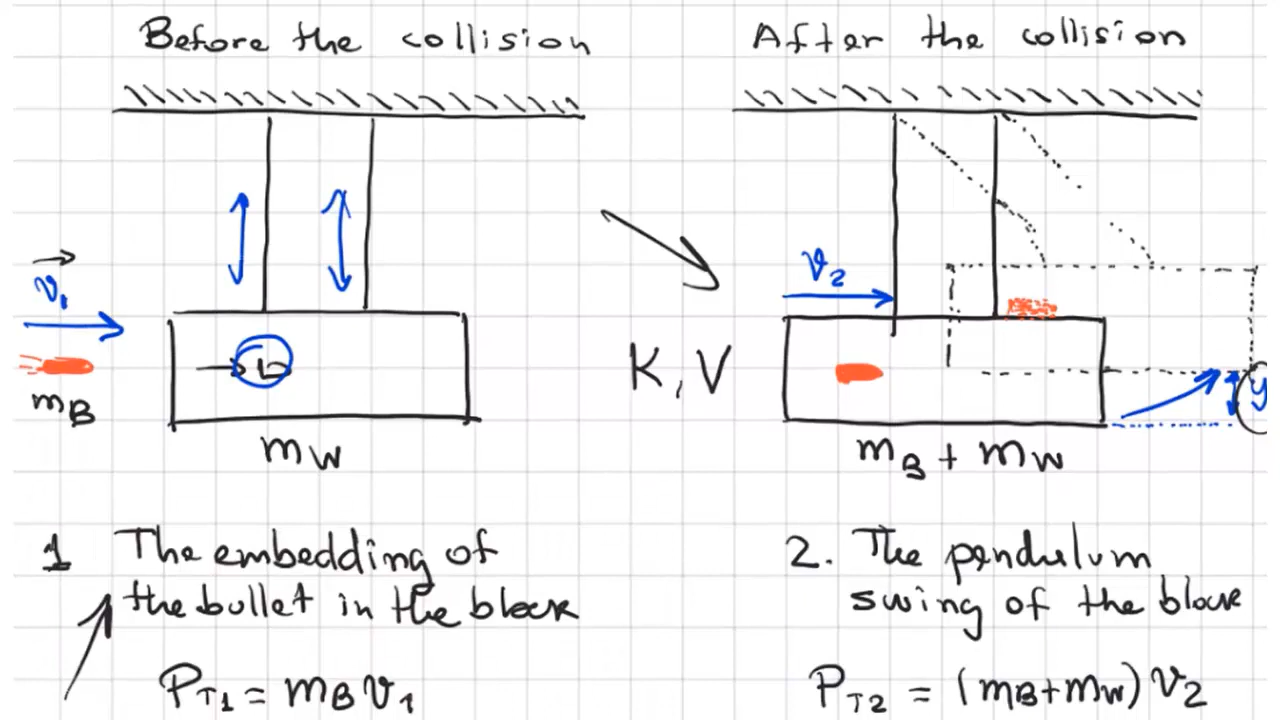 Before the collision
After the collision
v₁
m_B
m_W
K, V
v₂
y
m_B + m_W
1 The embedding of
the bullet in the block
P_T1 = m_B v₁
2. The pendulum
swing of the block
P_T2 = (m_B+m_W) v₂